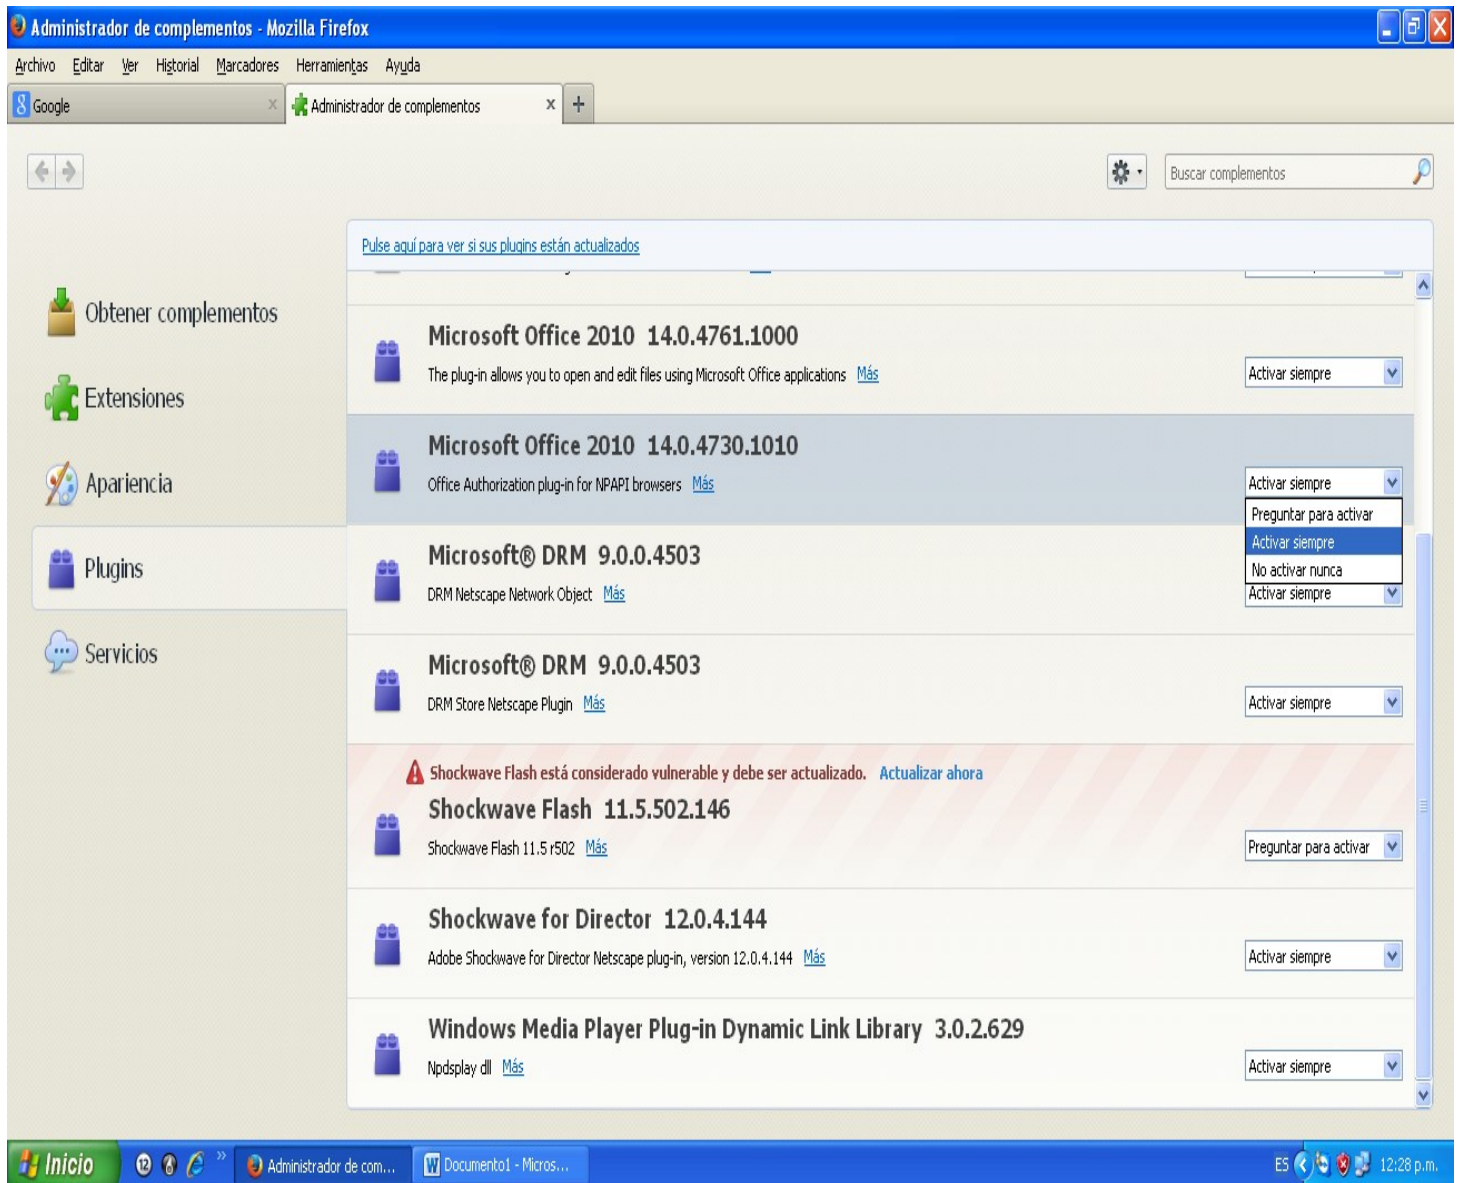 Administrador de complementos - Mozilla Firefox
Archivo Editar Ver Historial Marcadores Herramientas Ayuda
Google x Administrador de complementos x +
Buscar complementos
Pulse aquí para ver si sus plugins están actualizados
Obtener complementos
Extensiones
Apariencia
Plugins
Servicios
Microsoft Office 2010 14.0.4761.1000
The plug-in allows you to open and edit files using Microsoft Office applications Más
Activar siempre
Microsoft Office 2010 14.0.4730.1010
Office Authorization plug-in for NPAPI browsers Más
Activar siempre
Preguntar para activar
Activar siempre
No activar nunca
Microsoft® DRM 9.0.0.4503
DRM Netscape Network Object Más
Activar siempre
Microsoft® DRM 9.0.0.4503
DRM Store Netscape Plugin Más
Activar siempre
Shockwave Flash está considerado vulnerable y debe ser actualizado. Actualizar ahora
Shockwave Flash 11.5.502.146
Shockwave Flash 11.5 r502 Más
Preguntar para activar
Shockwave for Director 12.0.4.144
Adobe Shockwave for Director Netscape plug-in, version 12.0.4.144 Más
Activar siempre
Windows Media Player Plug-in Dynamic Link Library 3.0.2.629
Npdsplay dll Más
Activar siempre
Inicio 12 » Administrador de com... Documento1 - Micros... ES 12:28 p.m.